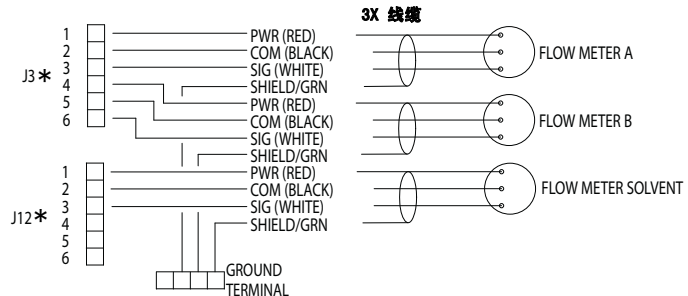 3X 线缆
J3*
1
2
3
4
5
6
PWR (RED)
COM (BLACK)
SIG (WHITE)
SHIELD/GRN
PWR (RED)
COM (BLACK)
SIG (WHITE)
SHIELD/GRN
PWR (RED)
COM (BLACK)
SIG (WHITE)
SHIELD/GRN
FLOW METER A
FLOW METER B
FLOW METER SOLVENT
J12*
1
2
3
4
5
6
GROUND
TERMINAL